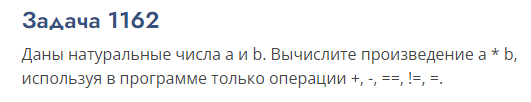 Задача 1162
Даны натуральные числа a и b. Вычислите произведение a * b,
используя в программе только операции +, -, ==, !=, =.